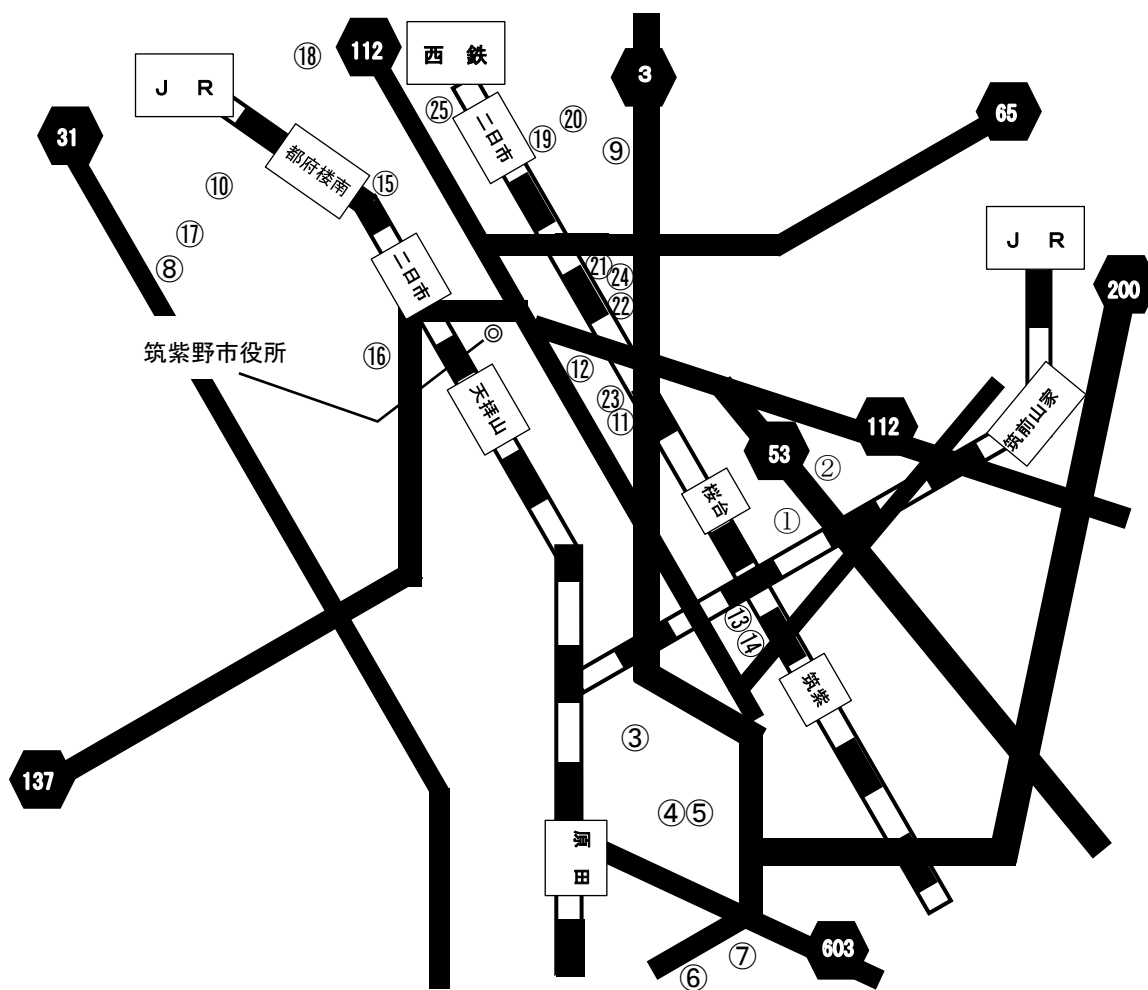 ⑱
112
西 鉄
3
J R
31
㉕
二日市
⑲
⑳
65
⑨
都府楼南
⑮
⑩
J R
⑰
⑧
二日市
㉑
㉔
㉒
200
◎
筑紫野市役所
⑯
⑫
天拝山
㉓
⑪
112
筑前山家
53
②
桜台
①
⑬
⑭
筑紫
③
137
④⑤
原田
603
⑦
⑥